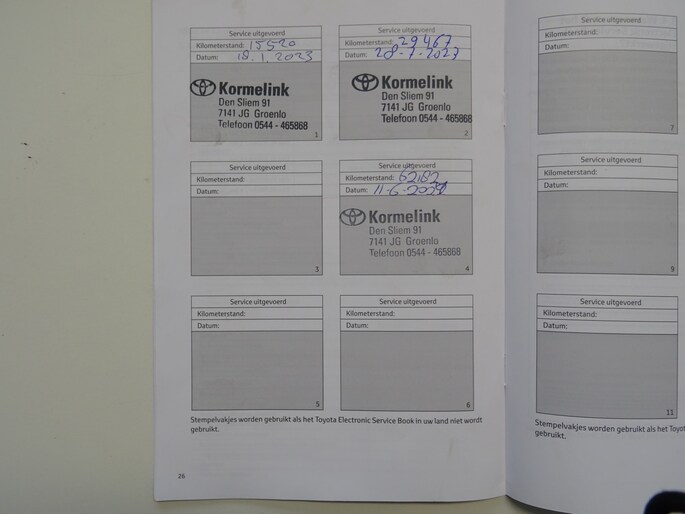 Service uitgevoerd
Kilometerstand: 15520
Datum: 18.1.2023
Kormelink
Den Sliem 91
7141 JG Groenlo
Telefoon 0544 - 465868
1
Service uitgevoerd
Kilometerstand: 29467
Datum: 28-7-2023
Kormelink
Den Sliem 91
7141 JG Groenlo
Telefoon 0544 - 465868
2
Service uitgevoerd
Kilometerstand:
Datum:
3
Service uitgevoerd
Kilometerstand: 62182
Datum: 11-6-
Kormelink
Den Sliem 91
7141 JG Groenlo
Telefoon 0544 - 465868
4
Service uitgevoerd
Kilometerstand:
Datum:
5
Service uitgevoerd
Kilometerstand:
Datum:
6
Stempelvakjes worden gebruikt als het Toyota Electronic Service Book in uw land niet wordt
gebruikt.
26
Service uitgevoerd
Kilometerstand:
Datum:
7
Service uitgevoerd
Kilometerstand:
Datum:
9
Service uitgevoerd
Kilometerstand:
Datum:
11
Stempelvakjes worden gebruikt als het Toyot
gebruikt.